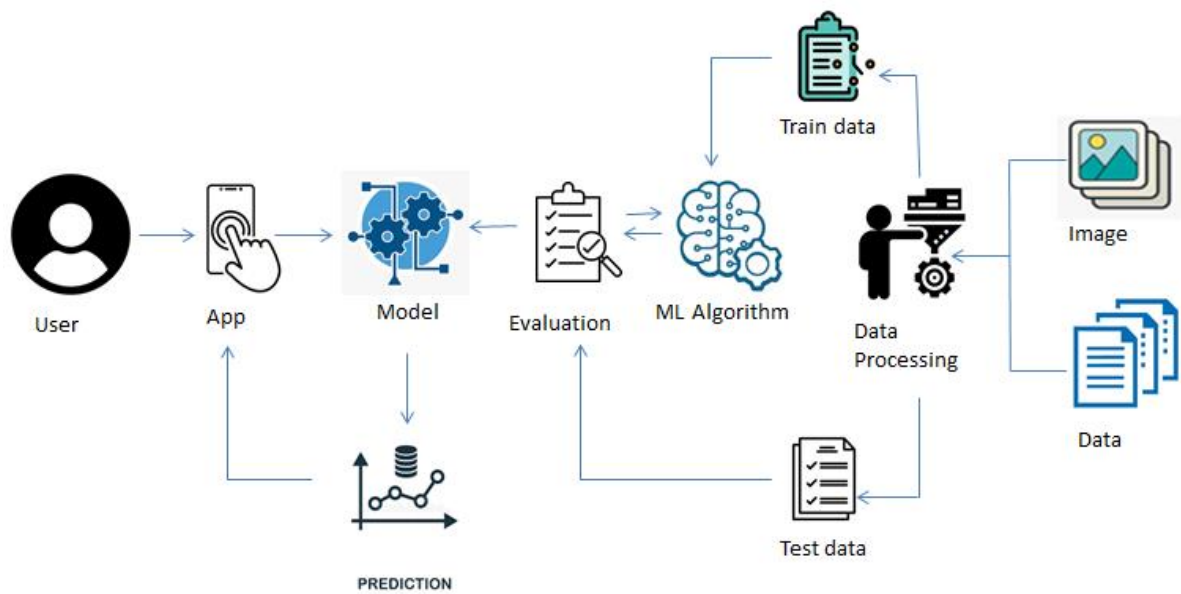 Train data
Image
User
App
Model
Evaluation
ML Algorithm
Data
Processing
Data
Test data
PREDICTION